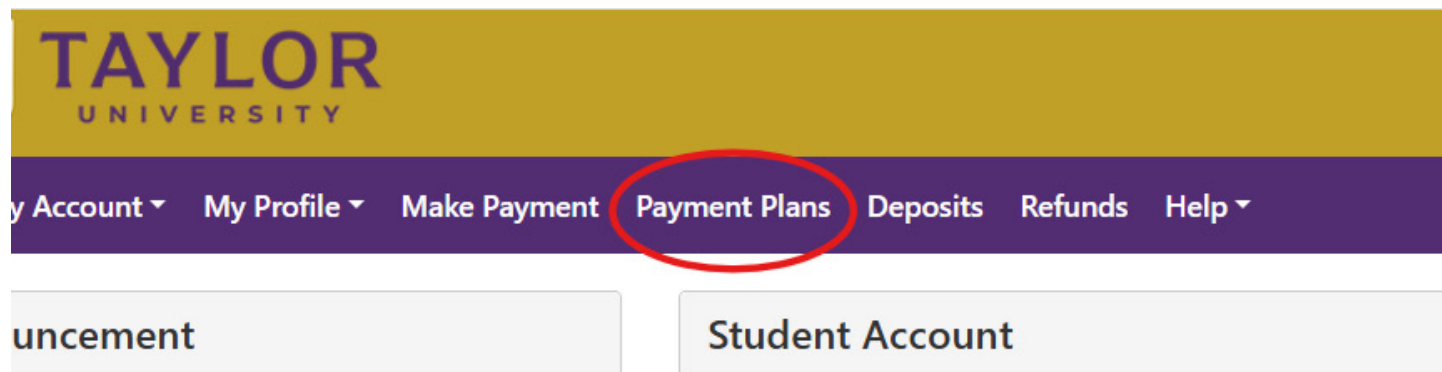 TAYLOR
UNIVERSITY
y Account My Profile Make Payment Payment Plans Deposits Refunds Help
uncement
Student Account